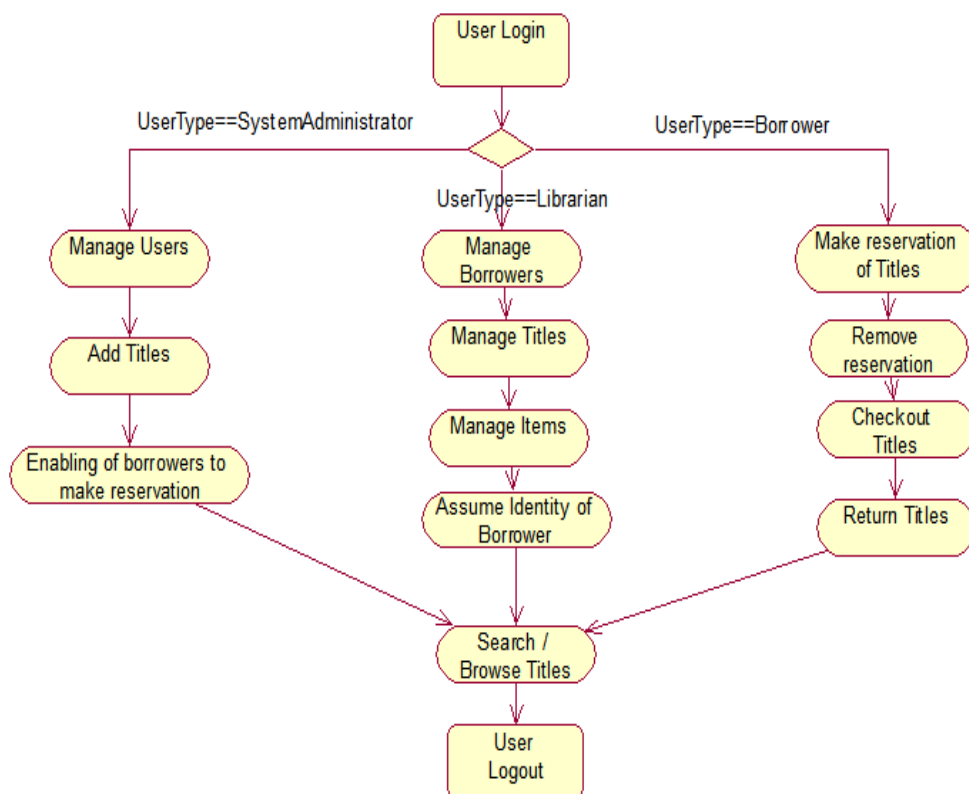 User Login
UserType==SystemAdministrator
UserType==Borrower
UserType==Librarian
Manage Users
Manage
Borrowers
Make reservation
of Titles
Add Titles
Manage Titles
Remove
reservation
Enabling of borrowers to
make reservation
Manage Items
Checkout
Titles
Assume Identity of
Borrower
Return Titles
Search /
Browse Titles
User
Logout